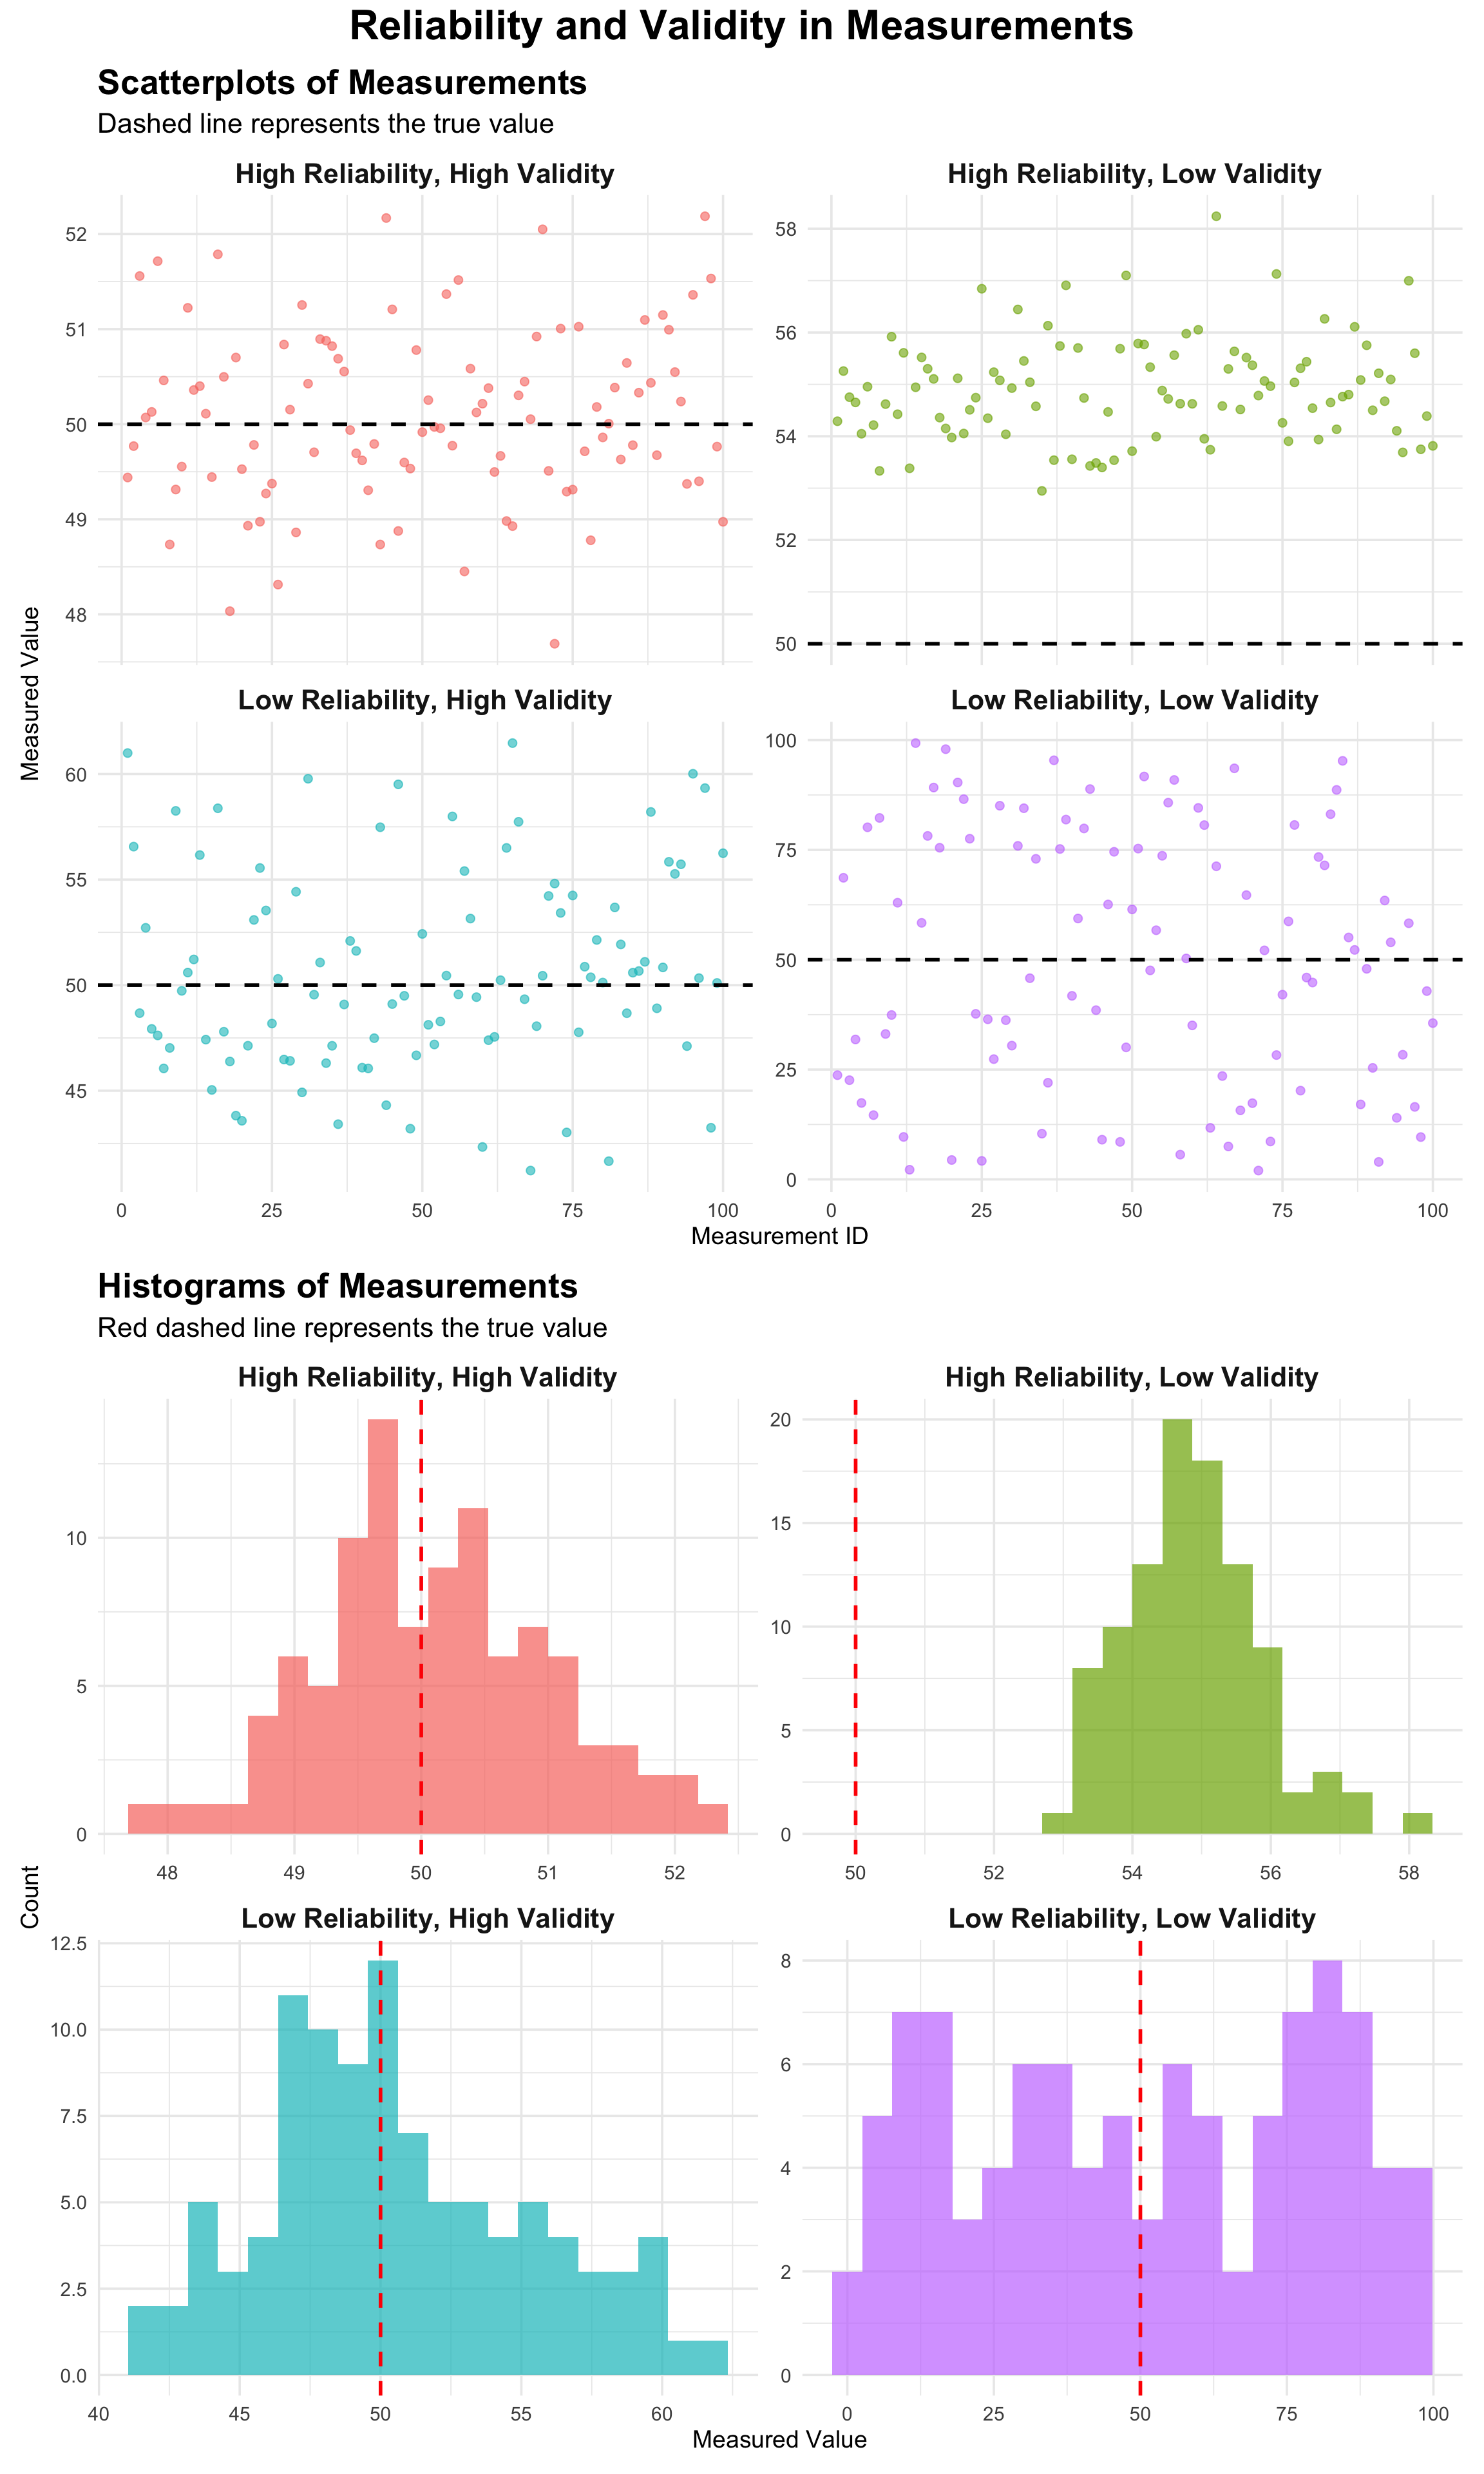 Reliability and Validity in Measurements
Scatterplots of Measurements
Dashed line represents the true value
High Reliability, High Validity
High Reliability, Low Validity
52
51
50
49
48
58
56
54
52
50
Measured Value
Low Reliability, High Validity
Low Reliability, Low Validity
60
55
50
45
100
75
50
25
0
0 25 50 75 100
0 25 50 75 100
Measurement ID
Histograms of Measurements
Red dashed line represents the true value
High Reliability, High Validity
High Reliability, Low Validity
10
5
0
20
15
10
5
0
48 49 50 51 52
50 52 54 56 58
Count
Low Reliability, High Validity
Low Reliability, Low Validity
12.5
10.0
7.5
5.0
2.5
0.0
8
6
4
2
0
40 45 50 55 60
0 25 50 75 100
Measured Value